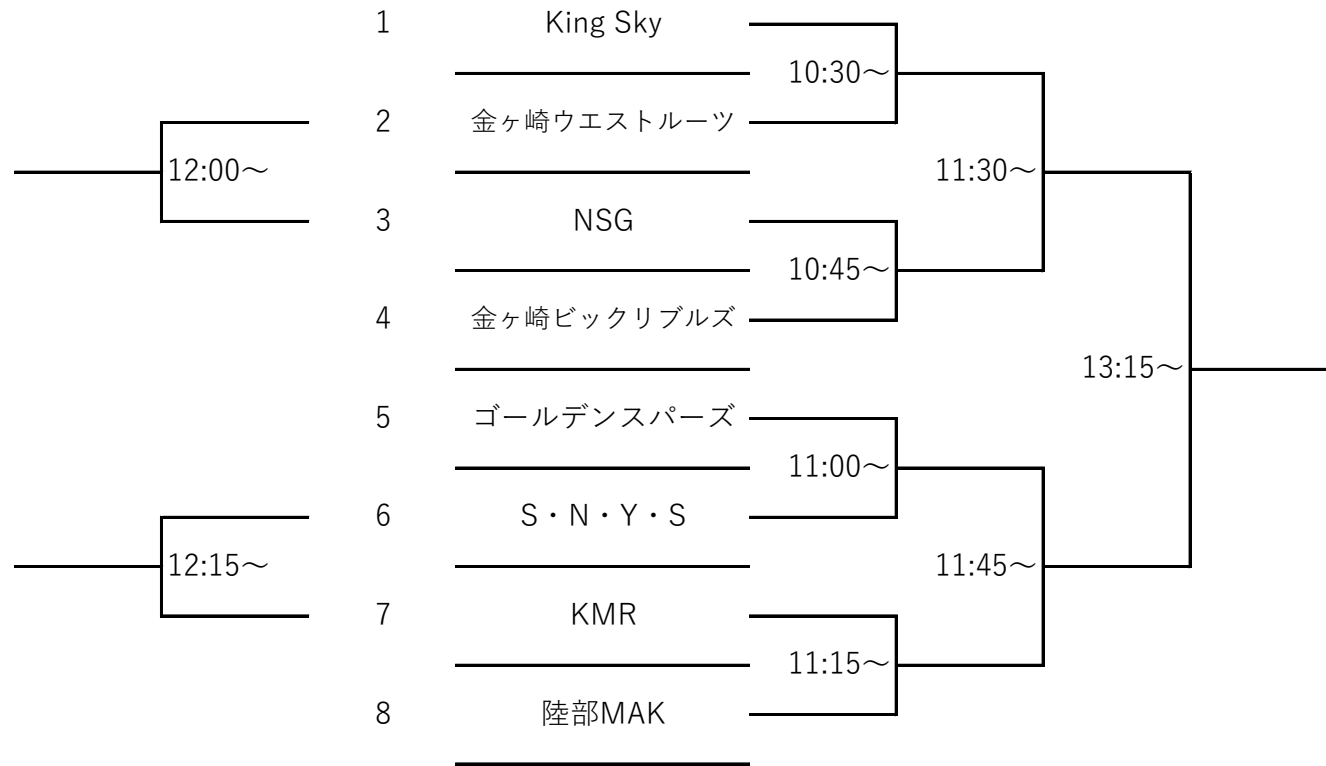 1 King Sky
10:30～
2 金ヶ崎ウエストルーツ
12:00～
11:30～
3 NSG
10:45～
4 金ヶ崎ビックリブルズ
13:15～
5 ゴールデンスパーズ
11:00～
6 S・N・Y・S
12:15～
11:45～
7 KMR
11:15～
8 陸部MAK